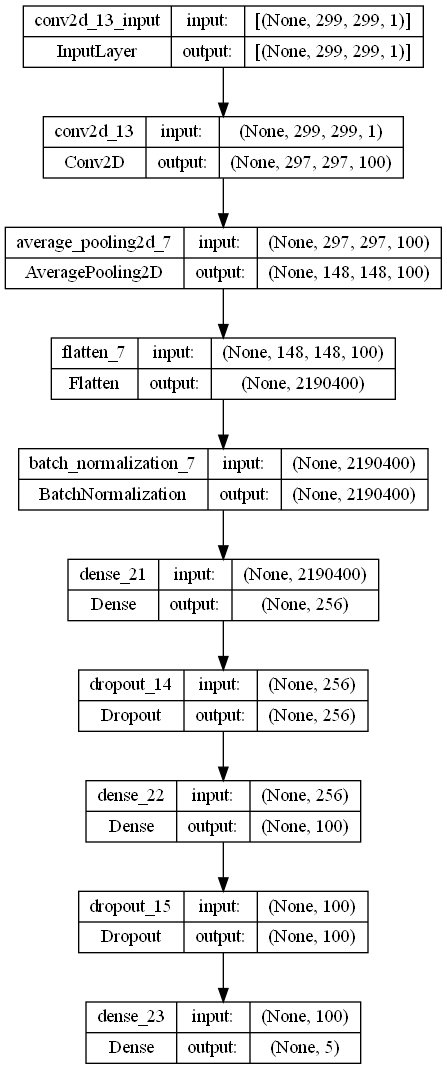 conv2d_13_input input: [(None, 299, 299, 1)]
InputLayer output: [(None, 299, 299, 1)]
conv2d_13 input: (None, 299, 299, 1)
Conv2D output: (None, 297, 297, 100)
average_pooling2d_7 input: (None, 297, 297, 100)
AveragePooling2D output: (None, 148, 148, 100)
flatten_7 input: (None, 148, 148, 100)
Flatten output: (None, 2190400)
batch_normalization_7 input: (None, 2190400)
BatchNormalization output: (None, 2190400)
dense_21 input: (None, 2190400)
Dense output: (None, 256)
dropout_14 input: (None, 256)
Dropout output: (None, 256)
dense_22 input: (None, 256)
Dense output: (None, 100)
dropout_15 input: (None, 100)
Dropout output: (None, 100)
dense_23 input: (None, 100)
Dense output: (None, 5)